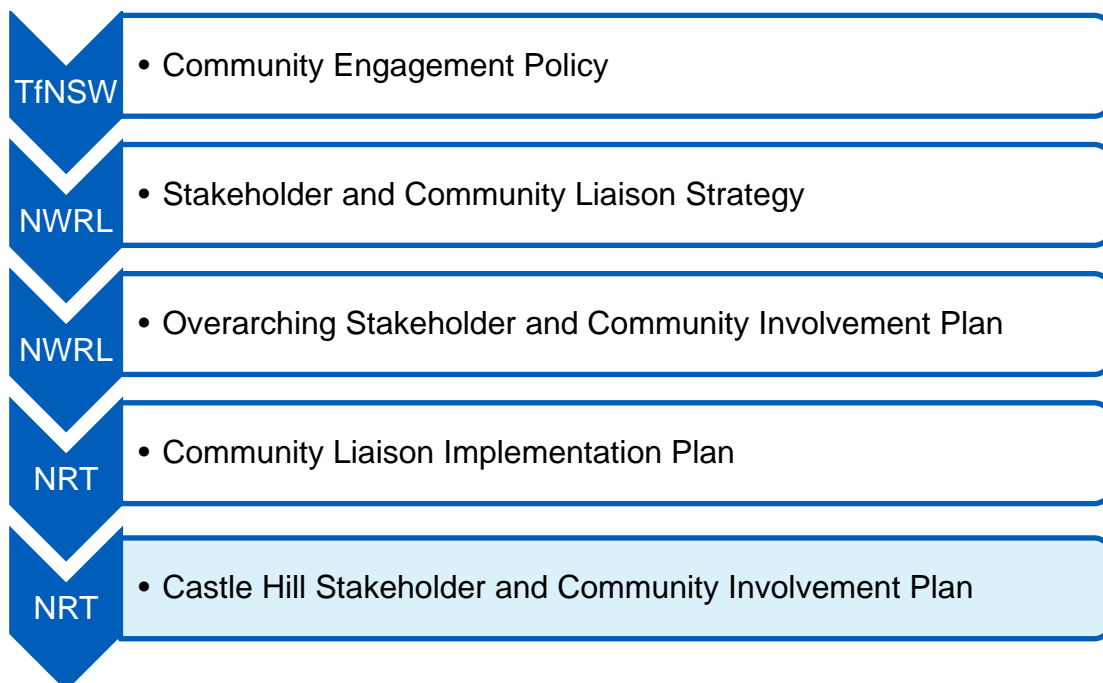 TfNSW
• Community Engagement Policy
NWRL
• Stakeholder and Community Liaison Strategy
NWRL
• Overarching Stakeholder and Community Involvement Plan
NRT
• Community Liaison Implementation Plan
NRT
• Castle Hill Stakeholder and Community Involvement Plan